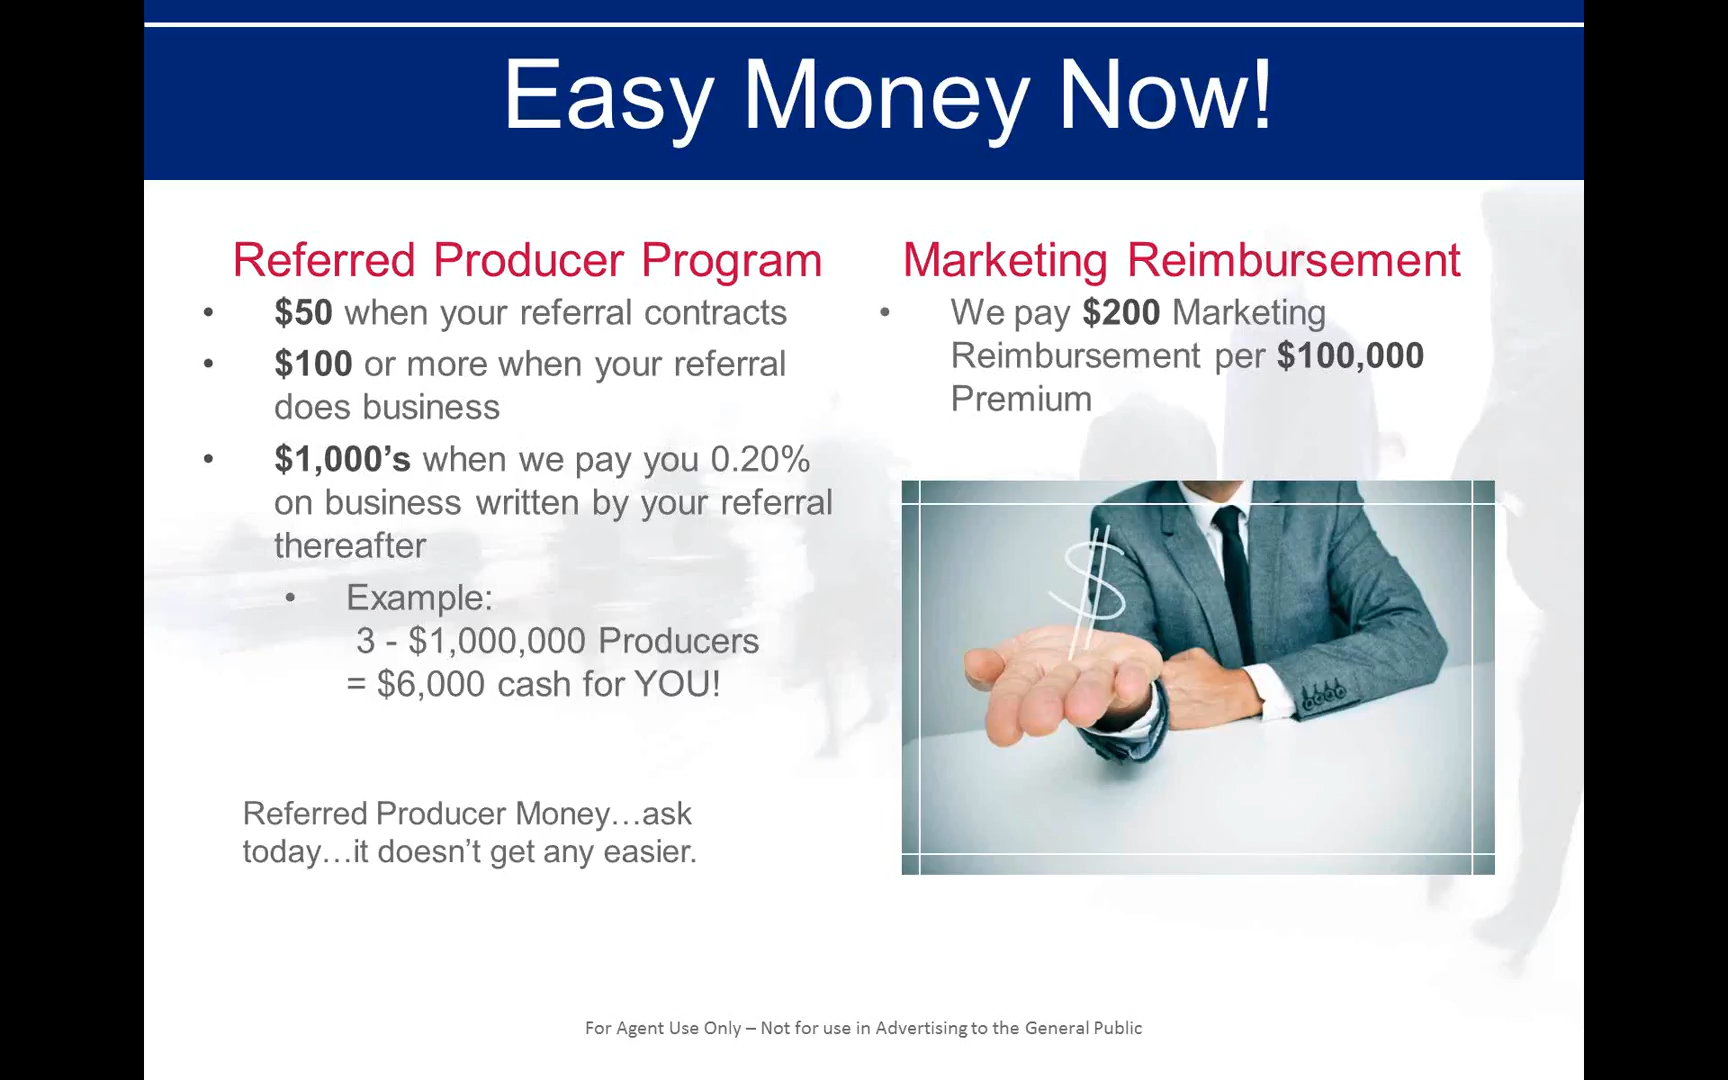 Easy Money Now!
Referred Producer Program
• $50 when your referral contracts
• $100 or more when your referral
does business
• $1,000’s when we pay you 0.20%
on business written by your referral
thereafter
• Example:
3 - $1,000,000 Producers
= $6,000 cash for YOU!
Referred Producer Money…ask
today…it doesn’t get any easier.
Marketing Reimbursement
• We pay $200 Marketing
Reimbursement per $100,000
Premium
$
For Agent Use Only – Not for use in Advertising to the General Public